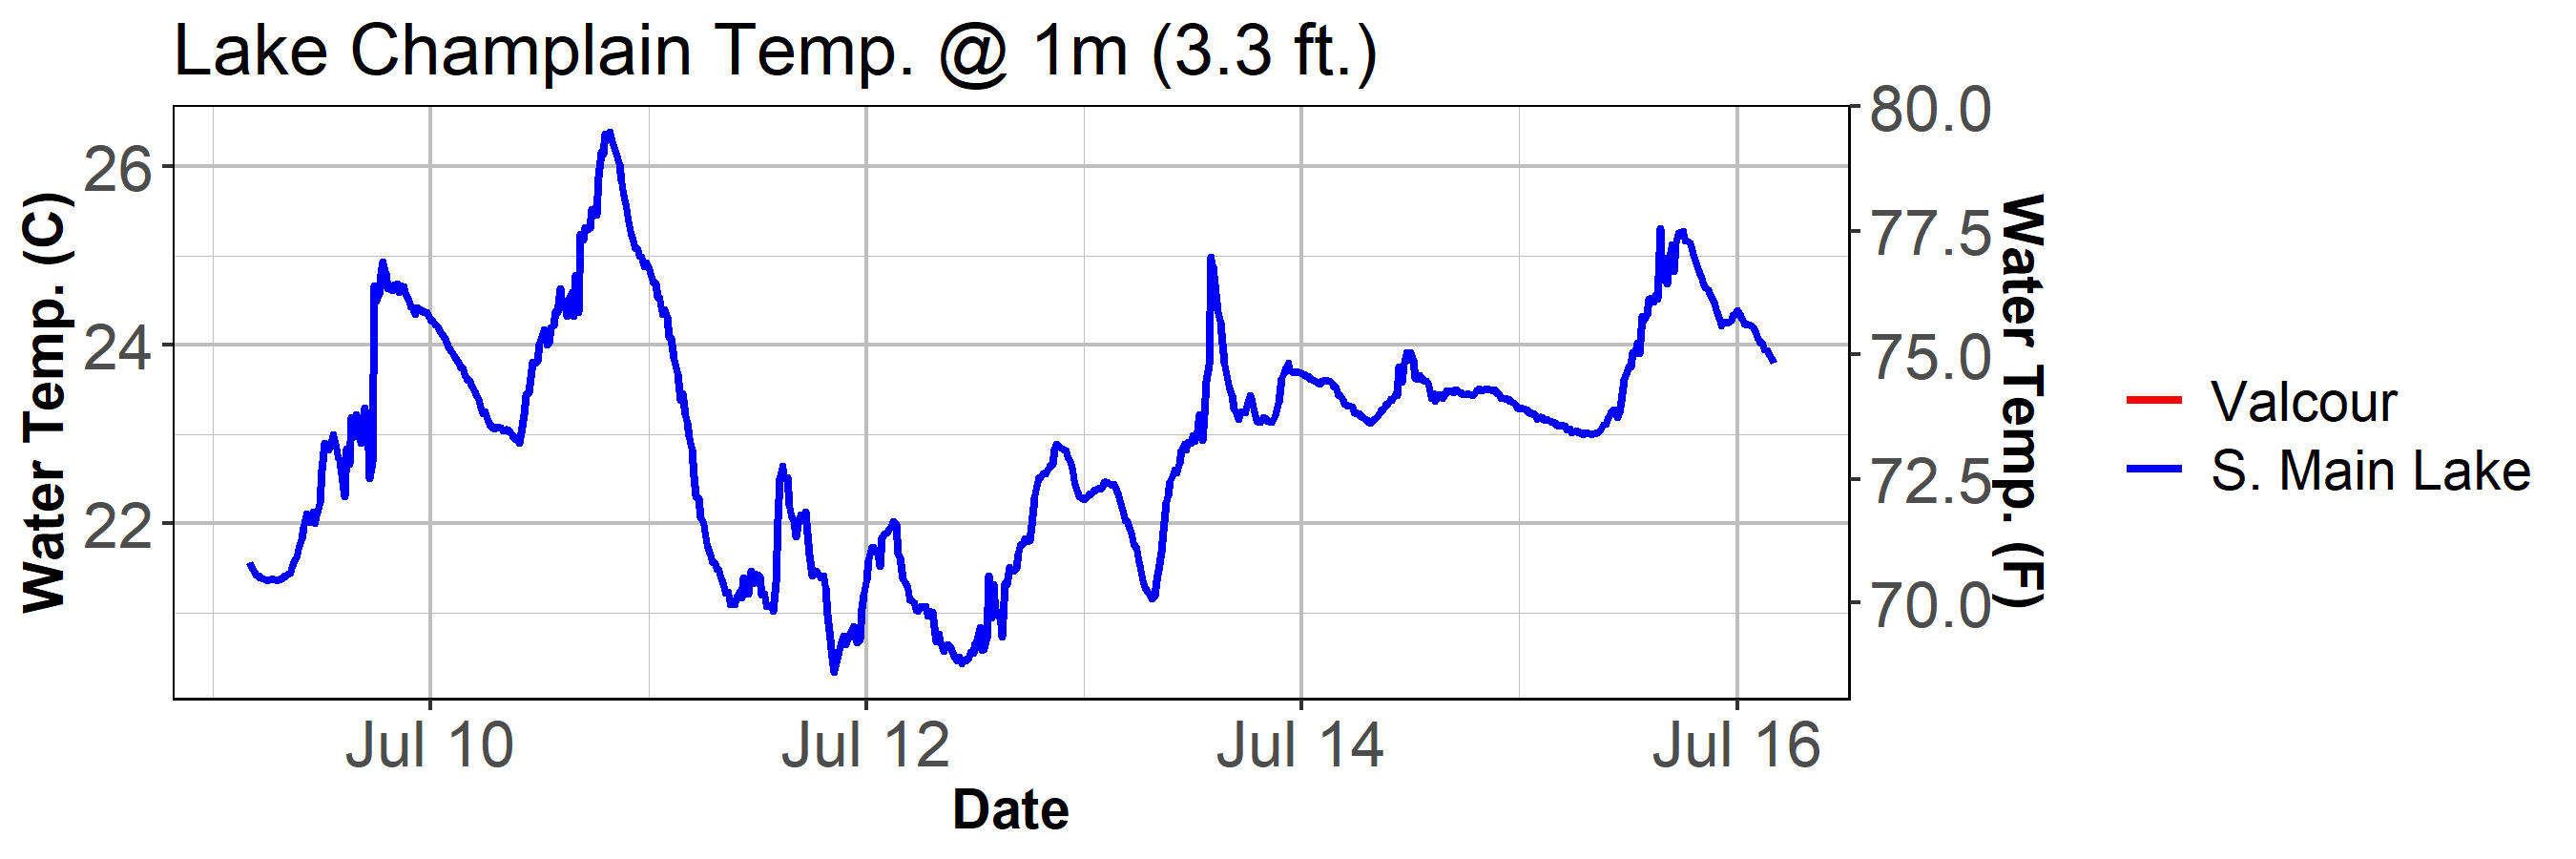 Lake Champlain Temp. @ 1m (3.3 ft.)
Water Temp. (C)
26
24
22
80.0
77.5
75.0
72.5
70.0
Water Temp. (F)
Jul 10
Jul 12
Jul 14
Jul 16
Date
Valcour
S. Main Lake